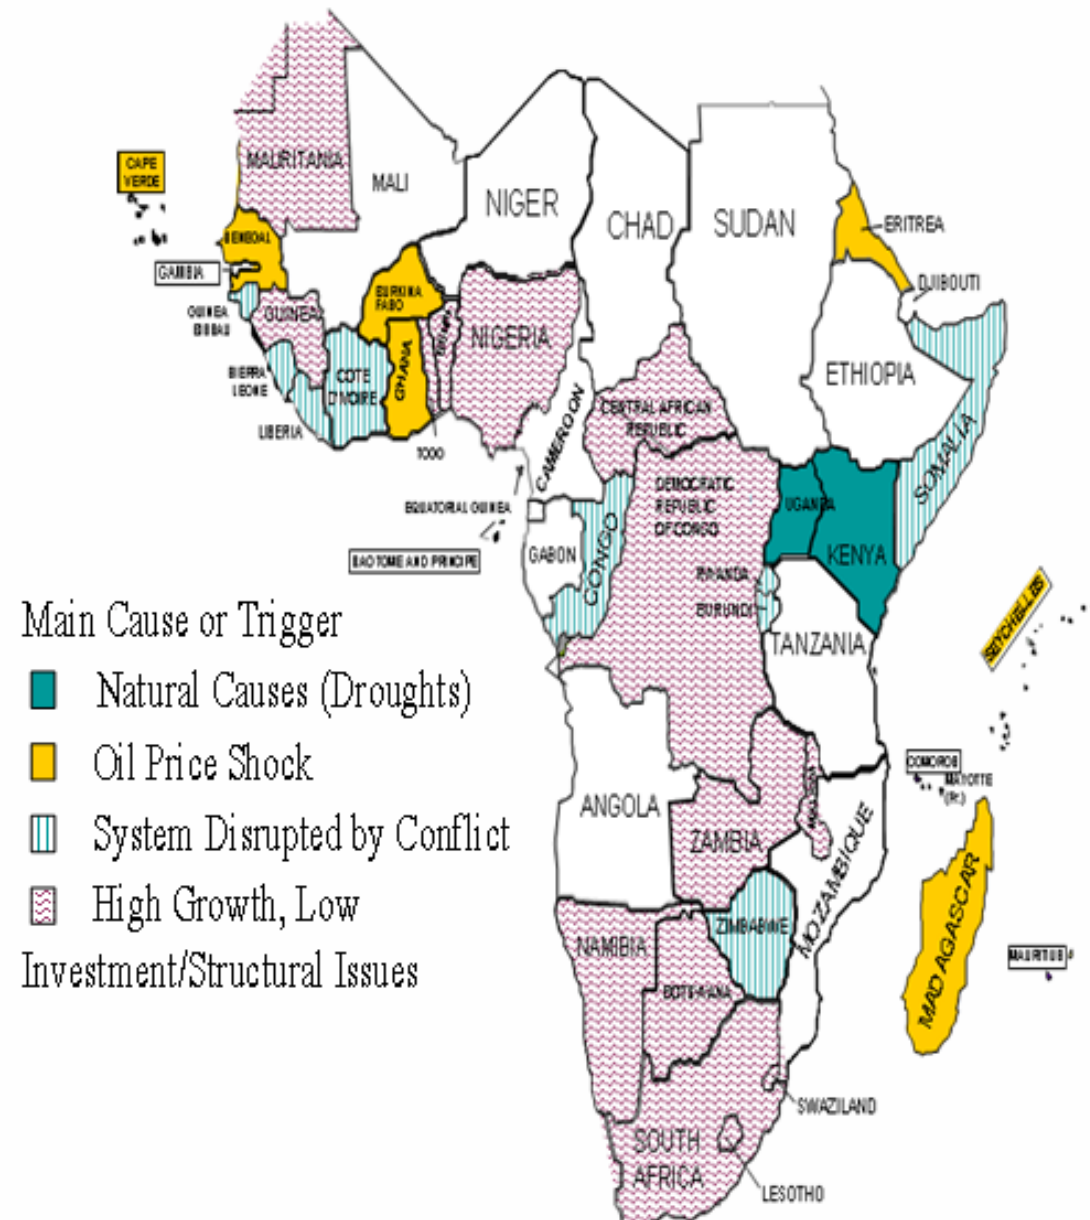 CAPE
VERDE
MAURITANIA
MALI
NIGER
CHAD
SUDAN
ERITREA
DJIBOUTI
SENEGAL
GAMBIA
GUINEA
BISSAU
GUINEA
BURKINA
FASO
NIGERIA
SIERRA
LEONE
COTE
D'IVOIRE
GHANA
LIBERIA
TOGO
CAMEROON
CENTRAL AFRICAN
REPUBLIC
ETHIOPIA
SOMALIA
EQUATORIAL GUINEA
SAO TOME AND PRINCIPE
GABON
CONGO
DEMOCRATIC
REPUBLIC
OF CONGO
UGANDA
KENYA
RWANDA
BURUNDI
TANZANIA
SEYCHELLES
Main Cause or Trigger
Natural Causes (Droughts)
Oil Price Shock
System Disrupted by Conflict
High Growth, Low
Investment/Structural Issues
COMOROS
MAYOTTE
(Fr.)
ANGOLA
ZAMBIA
MOZAMBIQUE
ZIMBABWE
NAMIBIA
BOTSWANA
MADAGASCAR
MAURITIUS
SWAZILAND
SOUTH
AFRICA
LESOTHO